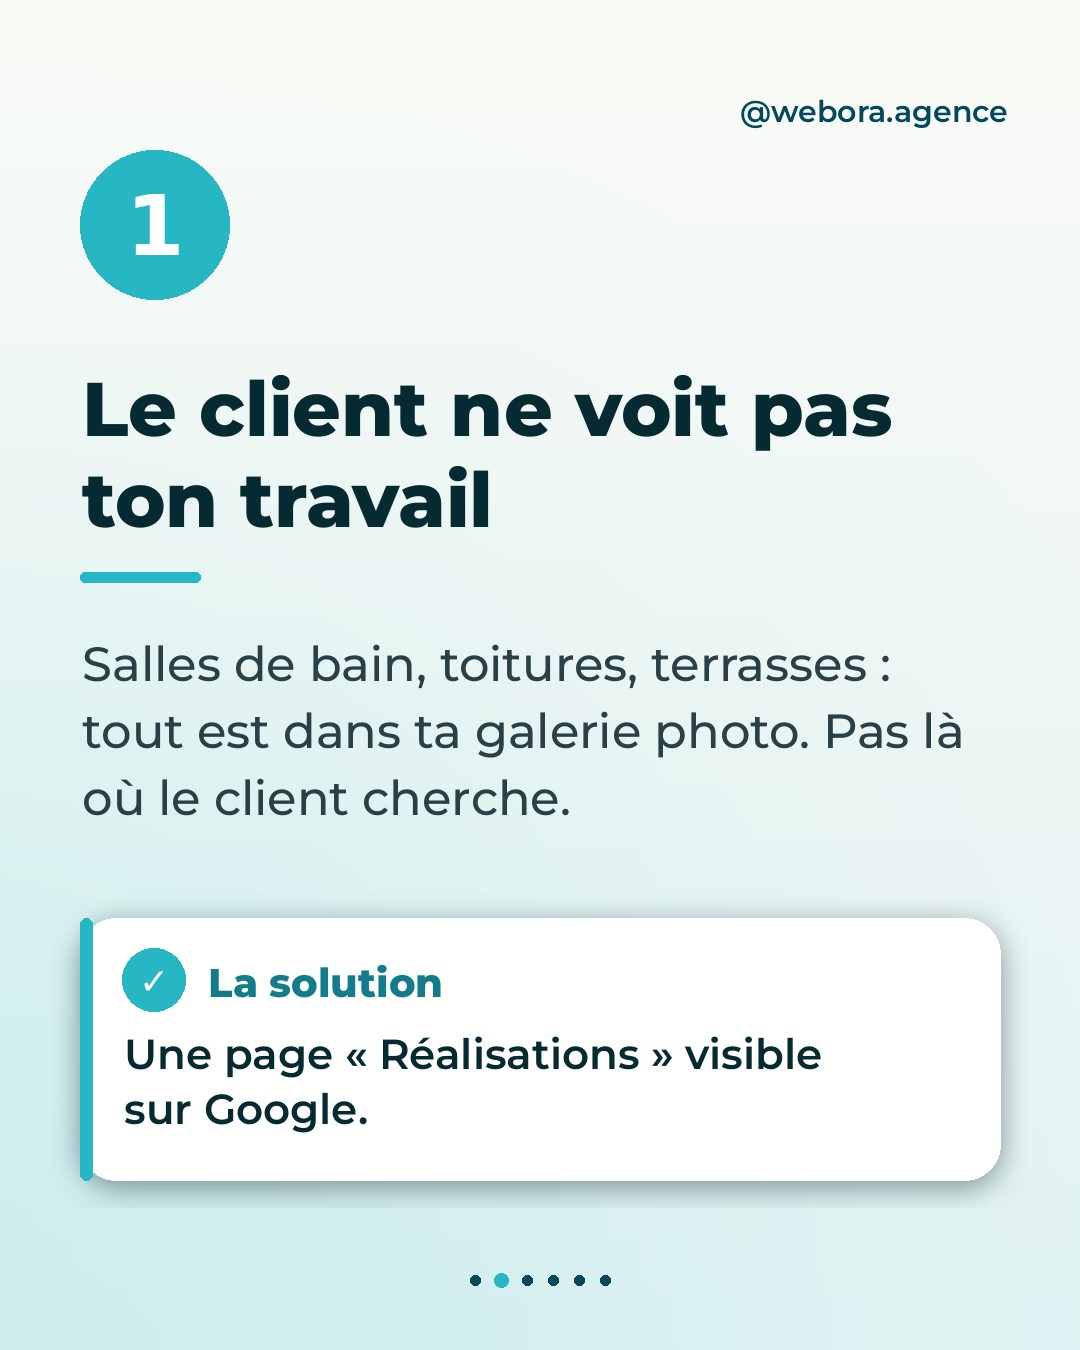 @webora.agence
1
Le client ne voit pas
ton travail
Salles de bain, toitures, terrasses :
tout est dans ta galerie photo. Pas là
où le client cherche.
✓ La solution
Une page « Réalisations » visible
sur Google.